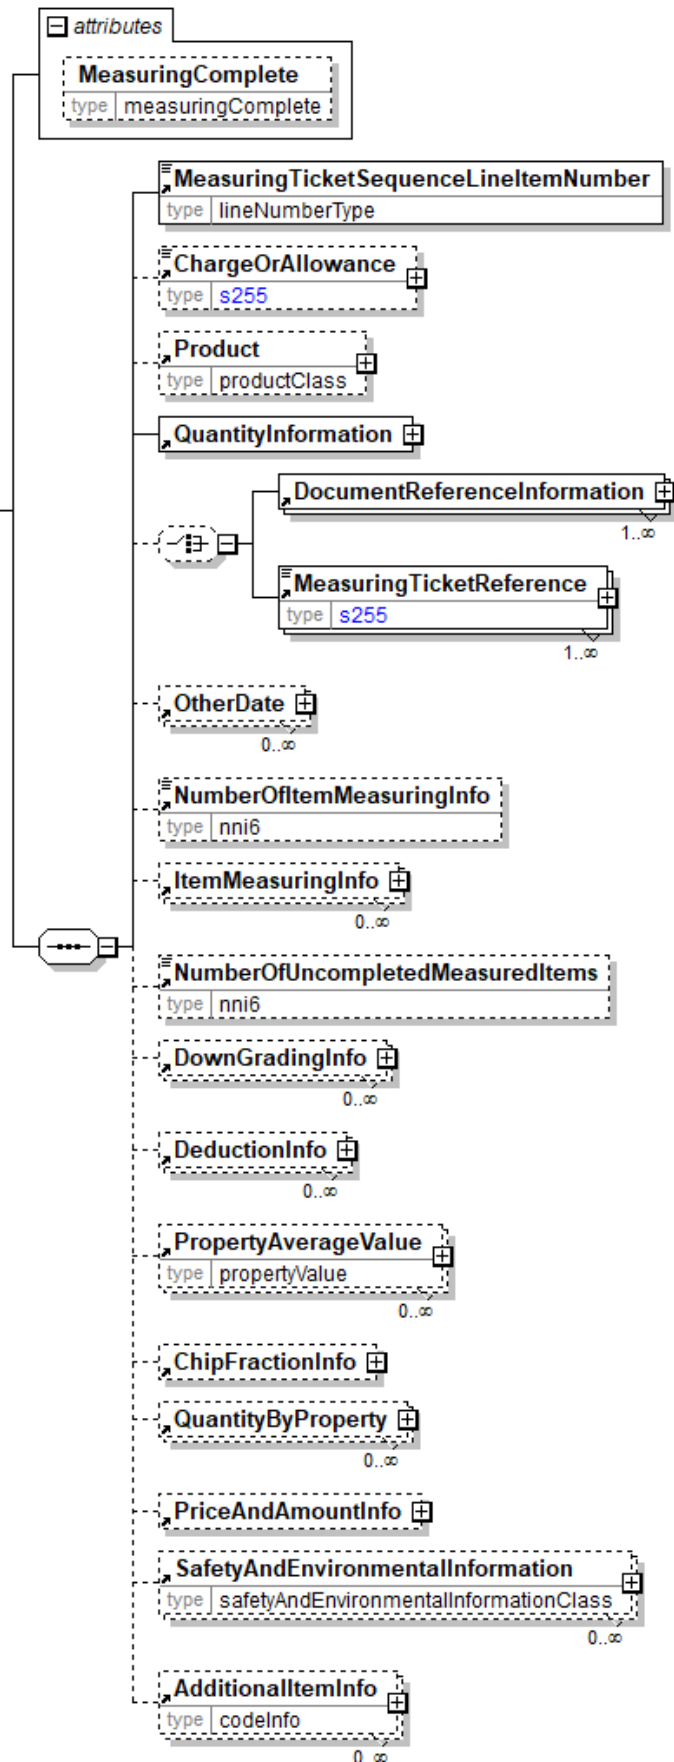 attributes
MeasuringComplete
type measuringComplete
MeasuringTicketSequenceLineItemNumber
type lineNumberType
ChargeOrAllowance
type s255
Product
type productClass
QuantityInformation
DocumentReferenceInformation
1..∞
MeasuringTicketReference
type s255
1..∞
OtherDate
0..∞
NumberOfItemMeasuringInfo
type nni6
ItemMeasuringInfo
0..∞
NumberOfUncompletedMeasuredItems
type nni6
DownGradingInfo
0..∞
DeductionInfo
0..∞
PropertyAverageValue
type propertyValue
0..∞
ChipFractionInfo
QuantityByProperty
0..∞
PriceAndAmountInfo
SafetyAndEnvironmentalInformation
type safetyAndEnvironmentalInformationClass
0..∞
AdditionalItemInfo
type codeInfo
0..∞